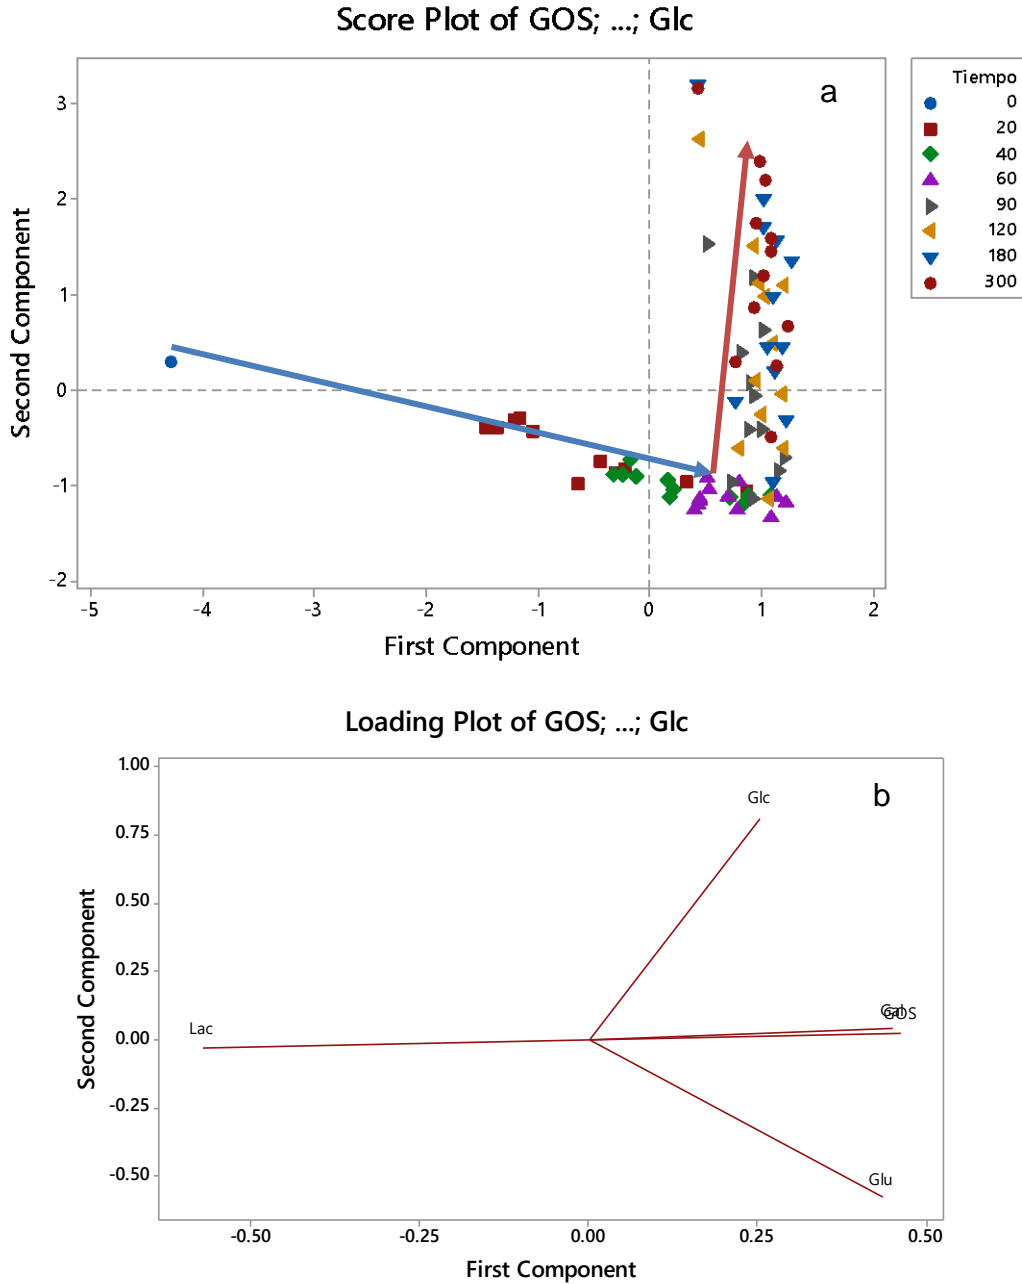 Score Plot of GOS; ...; Glc
a
Tiempo
0
20
40
60
90
120
180
300
3
2
1
0
-1
-2
Second Component
-5 -4 -3 -2 -1 0 1 2
First Component
Loading Plot of GOS; ...; Glc
b
1.00
0.75
0.50
0.25
0.00
-0.25
-0.50
Second Component
Glc
Gal
GOS
Lac
Glu
-0.50 -0.25 0.00 0.25 0.50
First Component